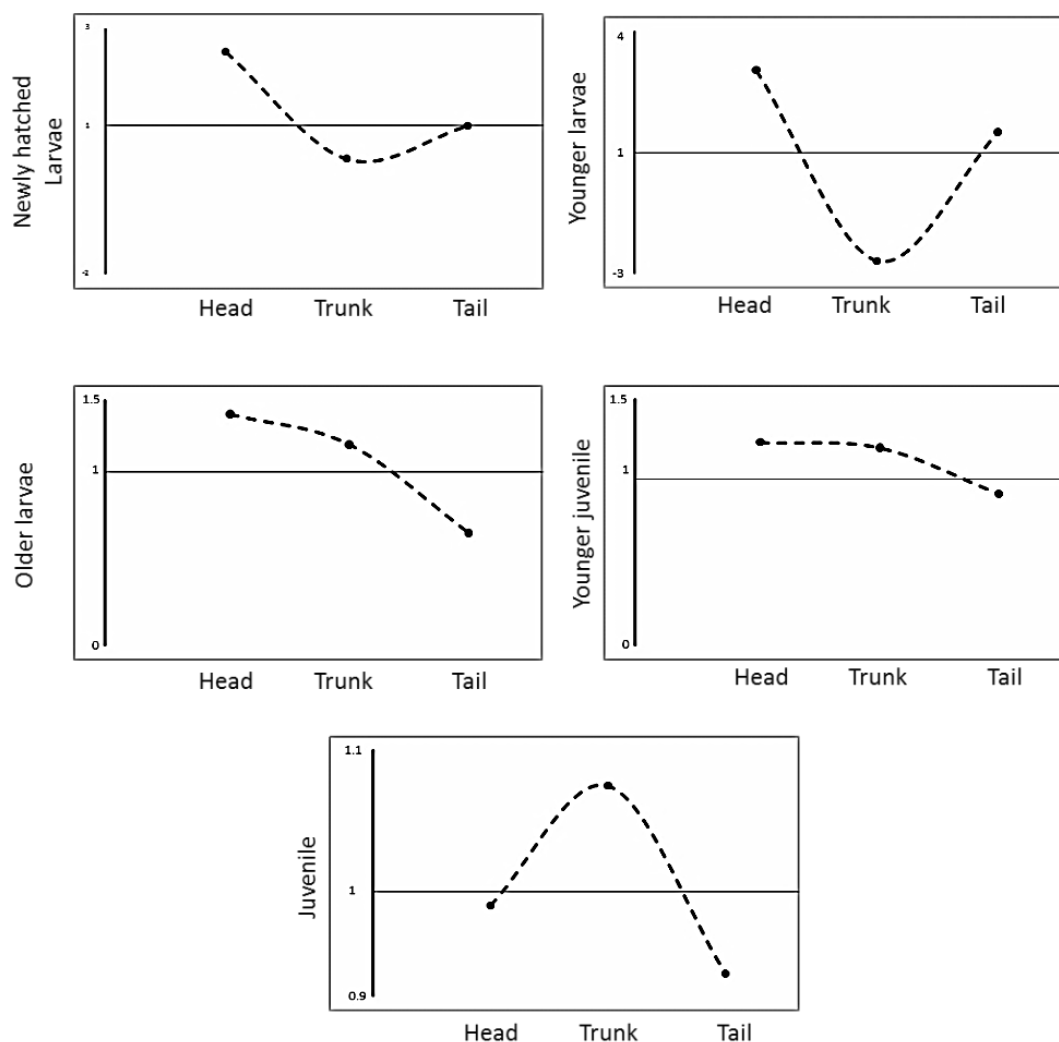 3
1
-2
Newly hatched
Larvae
Head Trunk Tail
4
1
-3
Younger larvae
Head Trunk Tail
1.5
1
0
Older larvae
Head Trunk Tail
1.5
1
0
Younger juvenile
Head Trunk Tail
1.1
1
0.9
Juvenile
Head Trunk Tail